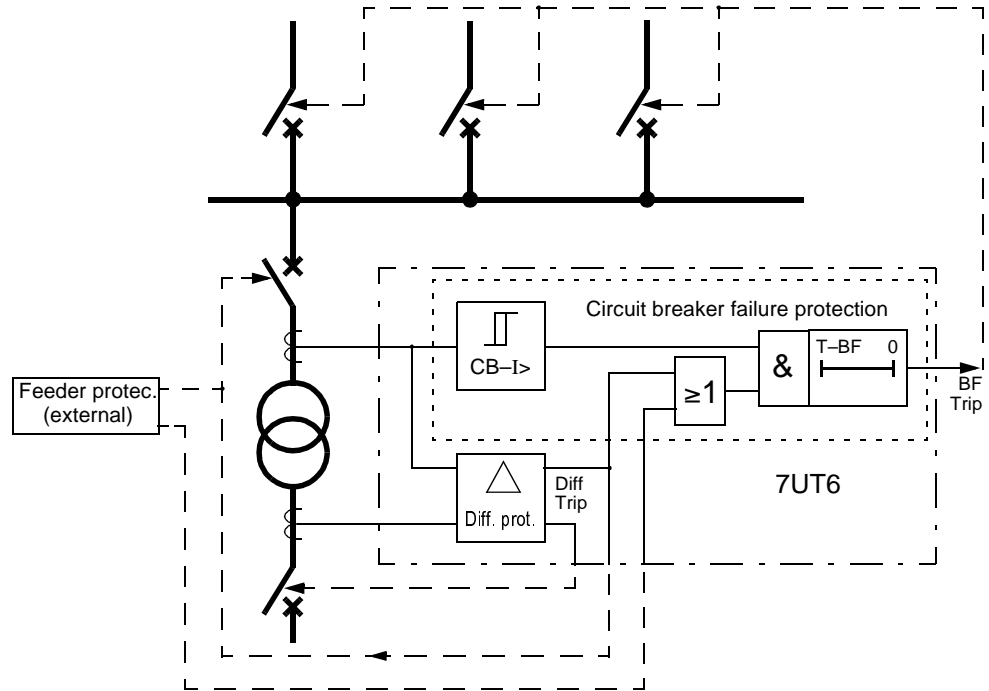 Circuit breaker failure protection
CB–I>
≥1
&
T–BF 0
BF
Trip
Feeder protec.
(external)
Diff
Trip
Diff. prot.
7UT6